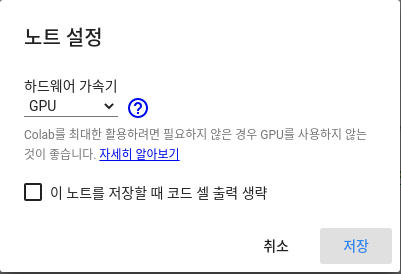 노트 설정
하드웨어 가속기
GPU
Colab를 최대한 활용하려면 필요하지 않은 경우 GPU를 사용하지 않는
것이 좋습니다. 자세히 알아보기
이 노트를 저장할 때 코드 셀 출력 생략
취소 저장